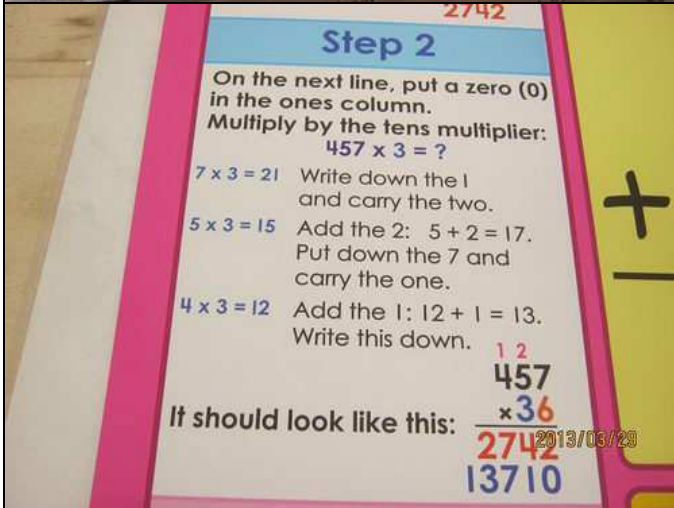 2742
Step 2
On the next line, put a zero (0)
in the ones column.
Multiply by the tens multiplier:
457 x 3 = ?
7 x 3 = 21 Write down the 1
and carry the two.
5 x 3 = 15 Add the 2: 5 + 2 = 17.
Put down the 7 and
carry the one.
4 x 3 = 12 Add the 1: 12 + 1 = 13.
Write this down.
1 2
457
It should look like this: x36
2742
2013/03/29
13710
+